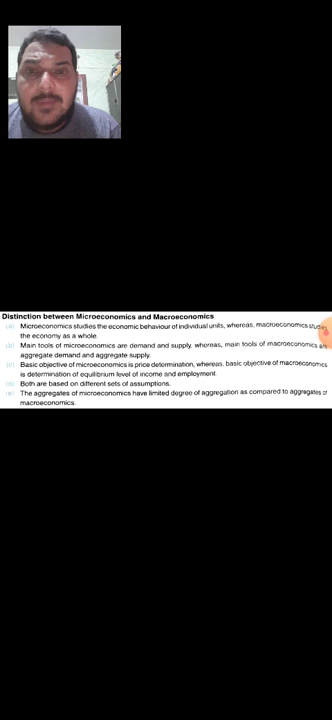 Distinction between Microeconomics and Macroeconomics
(a) Microeconomics studies the economic behaviour of individual units, whereas, macroeconomics studies
the economy as a whole.
(b) Main tools of microeconomics are demand and supply, whereas, main tools of macroeconomics are
aggregate demand and aggregate supply.
(c) Basic objective of microeconomics is price determination, whereas, basic objective of macroeconomics
is determination of equilibrium level of income and employment.
(d) Both are based on different sets of assumptions.
(e) The aggregates of microeconomics have limited degree of aggregation as compared to aggregates of
macroeconomics.